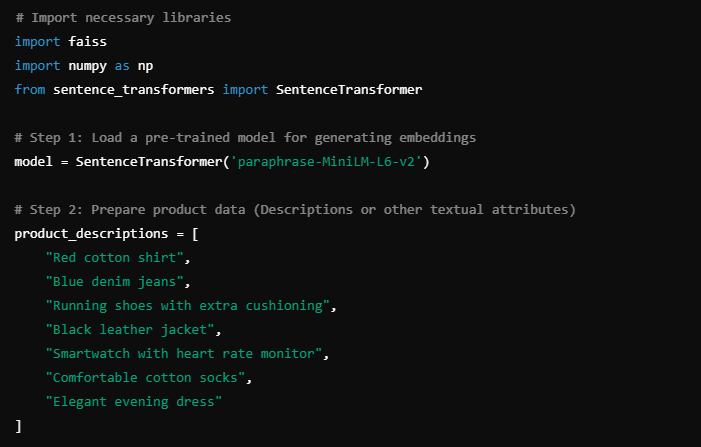 # Import necessary libraries
import faiss
import numpy as np
from sentence_transformers import SentenceTransformer
# Step 1: Load a pre-trained model for generating embeddings
model = SentenceTransformer('paraphrase-MiniLM-L6-v2')
# Step 2: Prepare product data (Descriptions or other textual attributes)
product_descriptions = [
    "Red cotton shirt",
    "Blue denim jeans",
    "Running shoes with extra cushioning",
    "Black leather jacket",
    "Smartwatch with heart rate monitor",
    "Comfortable cotton socks",
    "Elegant evening dress"
]